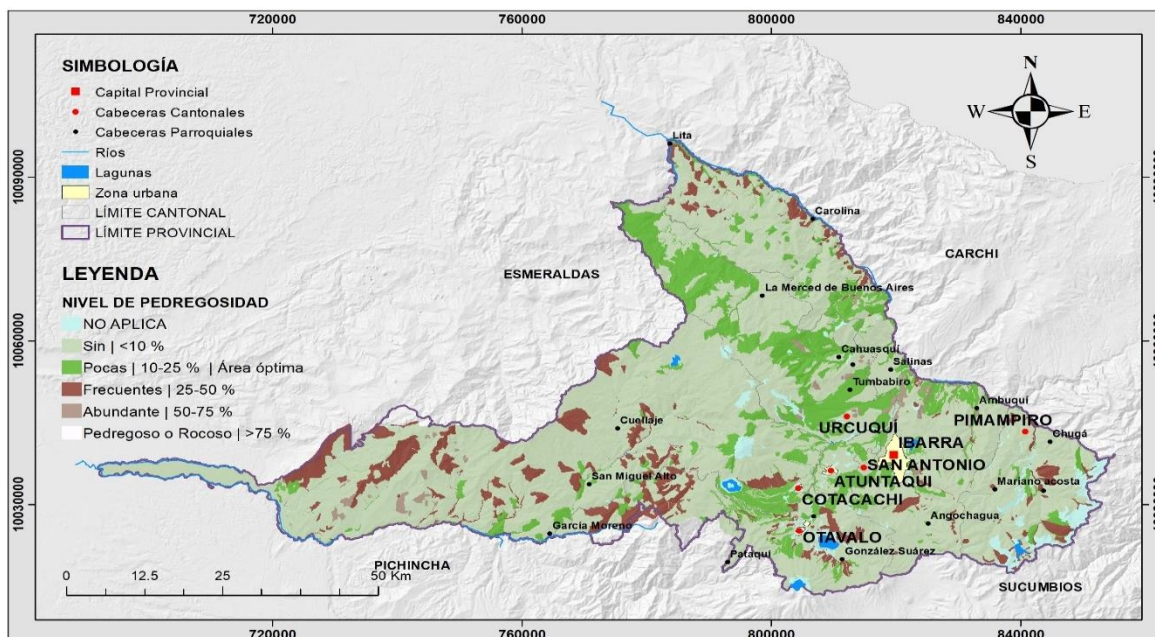 720000 760000 800000 840000
SIMBOLOGÍA
Capital Provincial
Cabeceras Cantonales
Cabeceras Parroquiales
Ríos
Lagunas
Zona urbana
LÍMITE CANTONAL
LÍMITE PROVINCIAL
LEYENDA
NIVEL DE PEDREGOSIDAD
NO APLICA
Sin | <10 %
Pocas | 10-25 % | Área óptima
Frecuentes | 25-50 %
Abundante | 50-75 %
Pedregoso o Rocoso | >75 %
N
W E
S
10090000
10060000
10030000
Lita
Carolina
CARCHI
ESMERALDAS
La Merced de Buenos Aires
Cahuasquí
Salinas
Tumbabiro
Ambuquí
URCUQUÍ
PIMAMPIRO
Cuellaje
IBARRA
Chugá
SAN ANTONIO
San Miguel Alto
ATUNTAQUI
Mariano acosta
COTACACHI
Angochagua
García Moreno
OTAVALO
Pataquí
González Suárez
PICHINCHA
SUCUMBIOS
0 12.5 25 50 Km
720000 760000 800000 840000